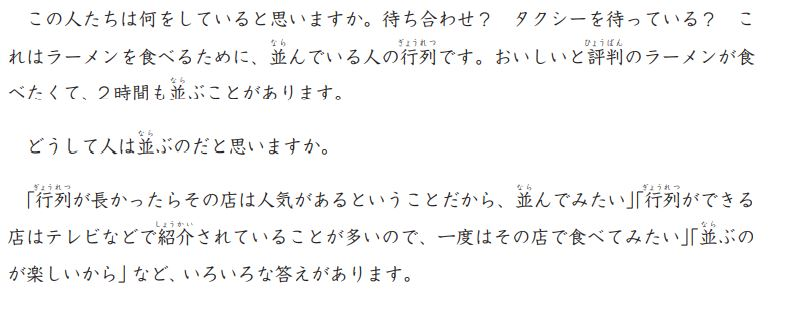 この人たちは何をしていると思いますか。待ち合わせ？　タクシーを待っている？　こ
れはラーメンを食べるために、並んでいる人の行列です。おいしいと評判のラーメンが食
べたくて、２時間も並ぶことがあります。
どうして人は並ぶのだと思いますか。
「行列が長かったらその店は人気があるということだから、並んでみたい」「行列ができる
店はテレビなどで紹介されていることが多いので、一度はその店で食べてみたい」「並ぶの
が楽しいから」など、いろいろな答えがあります。